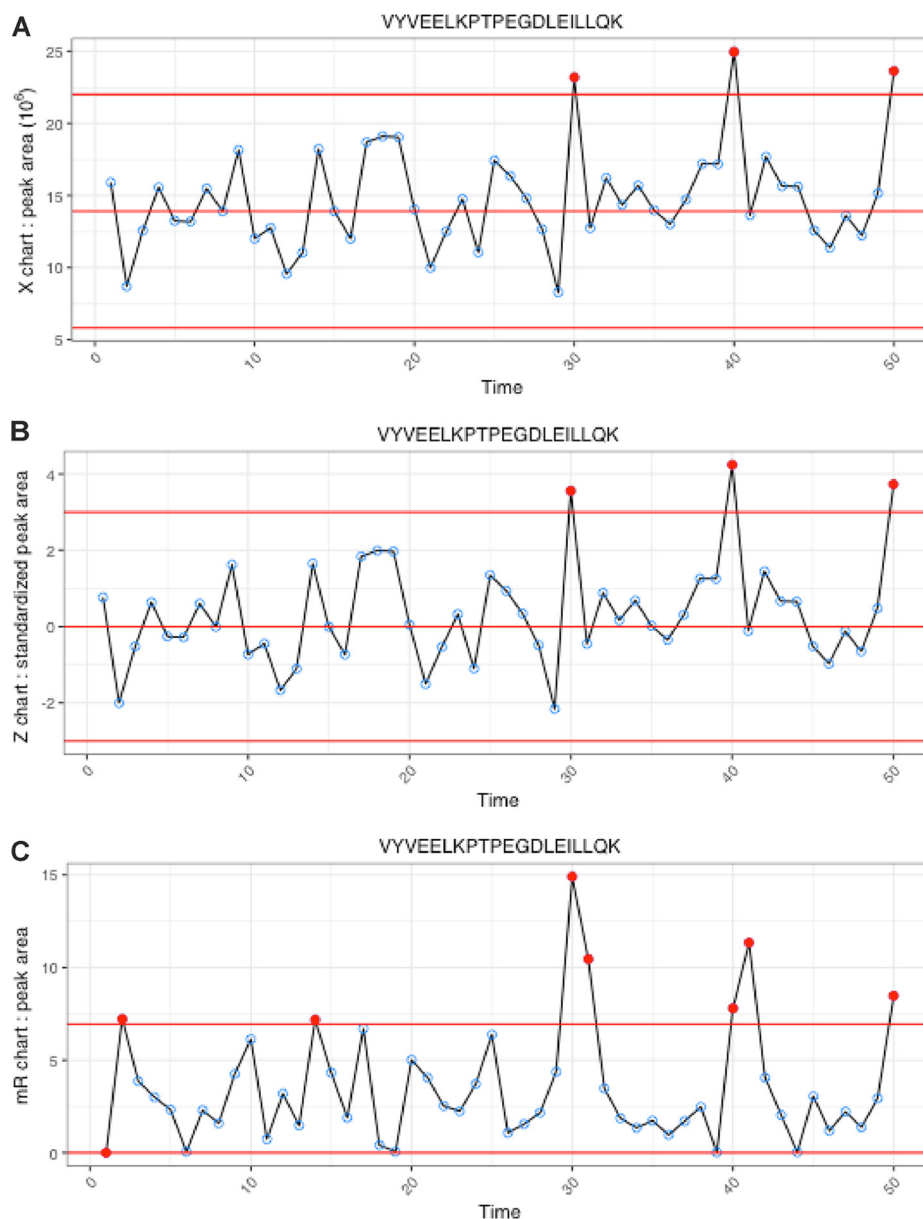 A
VYVEELKPTPEGDLEILLQK
X chart : peak area (10⁶)
25
20
15
10
5
0 10 20 30 40 50
Time
B
VYVEELKPTPEGDLEILLQK
Z chart : standardized peak area
4
2
0
-2
0 10 20 30 40 50
Time
C
VYVEELKPTPEGDLEILLQK
mR chart : peak area
15
10
5
0
0 10 20 30 40 50
Time